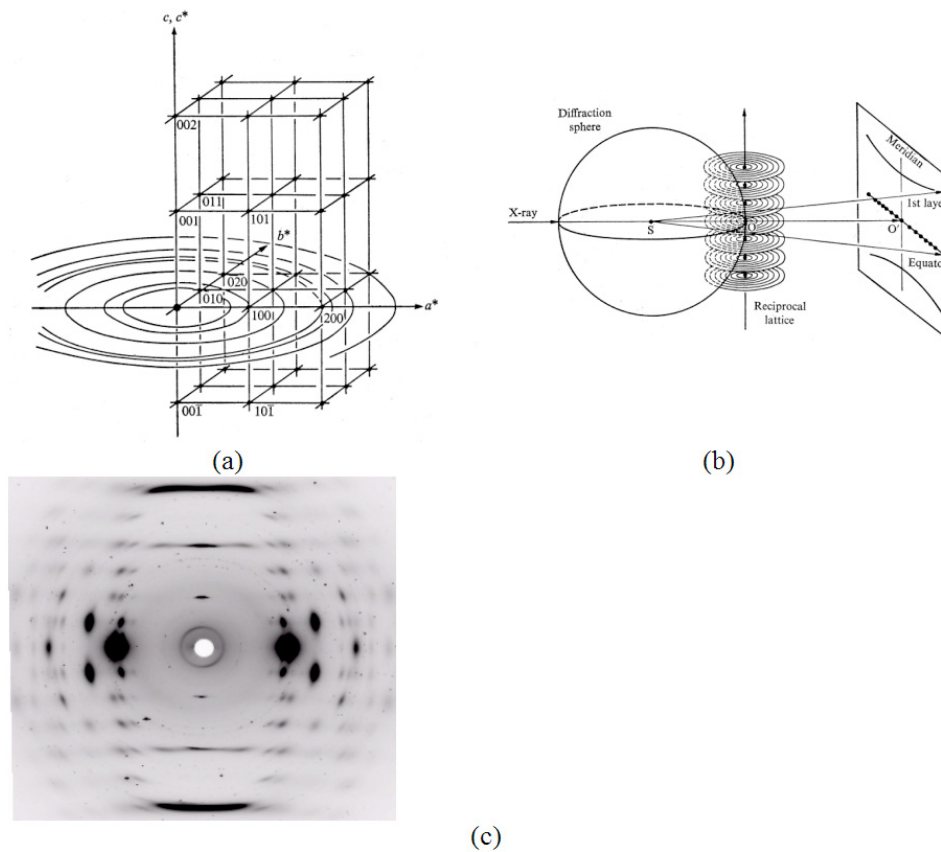 c, c*
002
011
001
101
b*
020
010
100
200
a*
001̄
101̄
(a)
Diffraction
sphere
Meridian
1st laye
X-ray
S
O
O'
Equato
Reciprocal
lattice
(b)
(c)